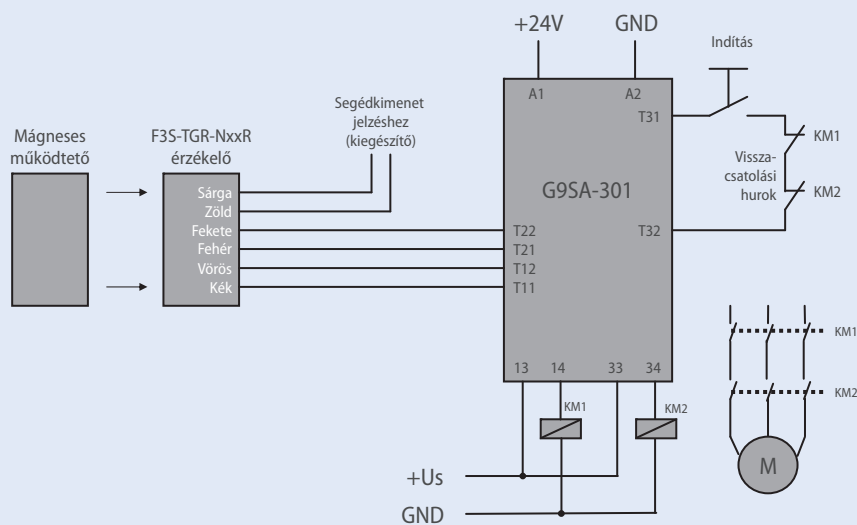 +24V
GND
Indítás
A1
A2
T31
Segédkimenet
jelzéshez
(kiegészítő)
Mágneses
működtető
F3S-TGR-NxxR
érzékelő
KM1
Vissza-
csatolási
hurok
KM2
G9SA-301
Sárga
Zöld
Fekete
T22
T32
Fehér
T21
Vörös
T12
Kék
T11
KM1
13
14
33
34
KM2
KM1
KM2
M
+Us
GND